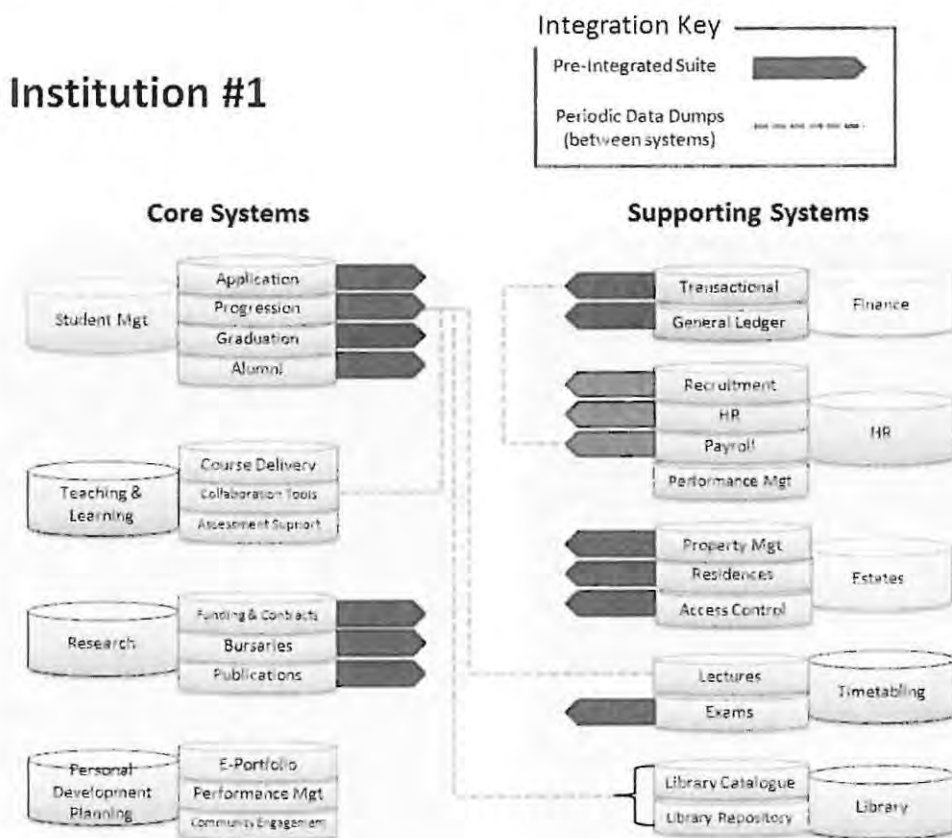 Integration Key
Pre-Integrated Suite
Periodic Data Dumps
(between systems)
Institution #1
Core Systems
Supporting Systems
Student Mgt
Application
Progression
Graduation
Alumni
Teaching &
Learning
Course Delivery
Collaboration Tools
Assessment Support
Research
Funding & Contracts
Bursaries
Publications
Personal
Development
Planning
E-Portfolio
Performance Mgt
Community Engagement
Transactional
General Ledger
Finance
Recruitment
HR
Payroll
Performance Mgt
HR
Property Mgt
Residences
Access Control
Estates
Lectures
Exams
Timetabling
Library Catalogue
Library Repository
Library